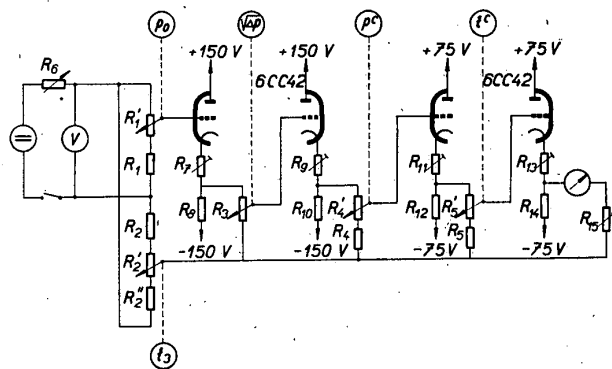 p₀ √Δp pᶜ tᶜ
+150 V +150 V +75 V +75 V
6CC42 6CC42
R₆
R₁'
V
R₁
R₇ R₉ R₁₁ R₁₃
R₂ R₈ R₃ R₁₀ R₄' R₁₂ R₅' R₁₄ R₁₅
R₄ R₅
R₂' -150 V -150 V -75 V -75 V
R₂''
t₃